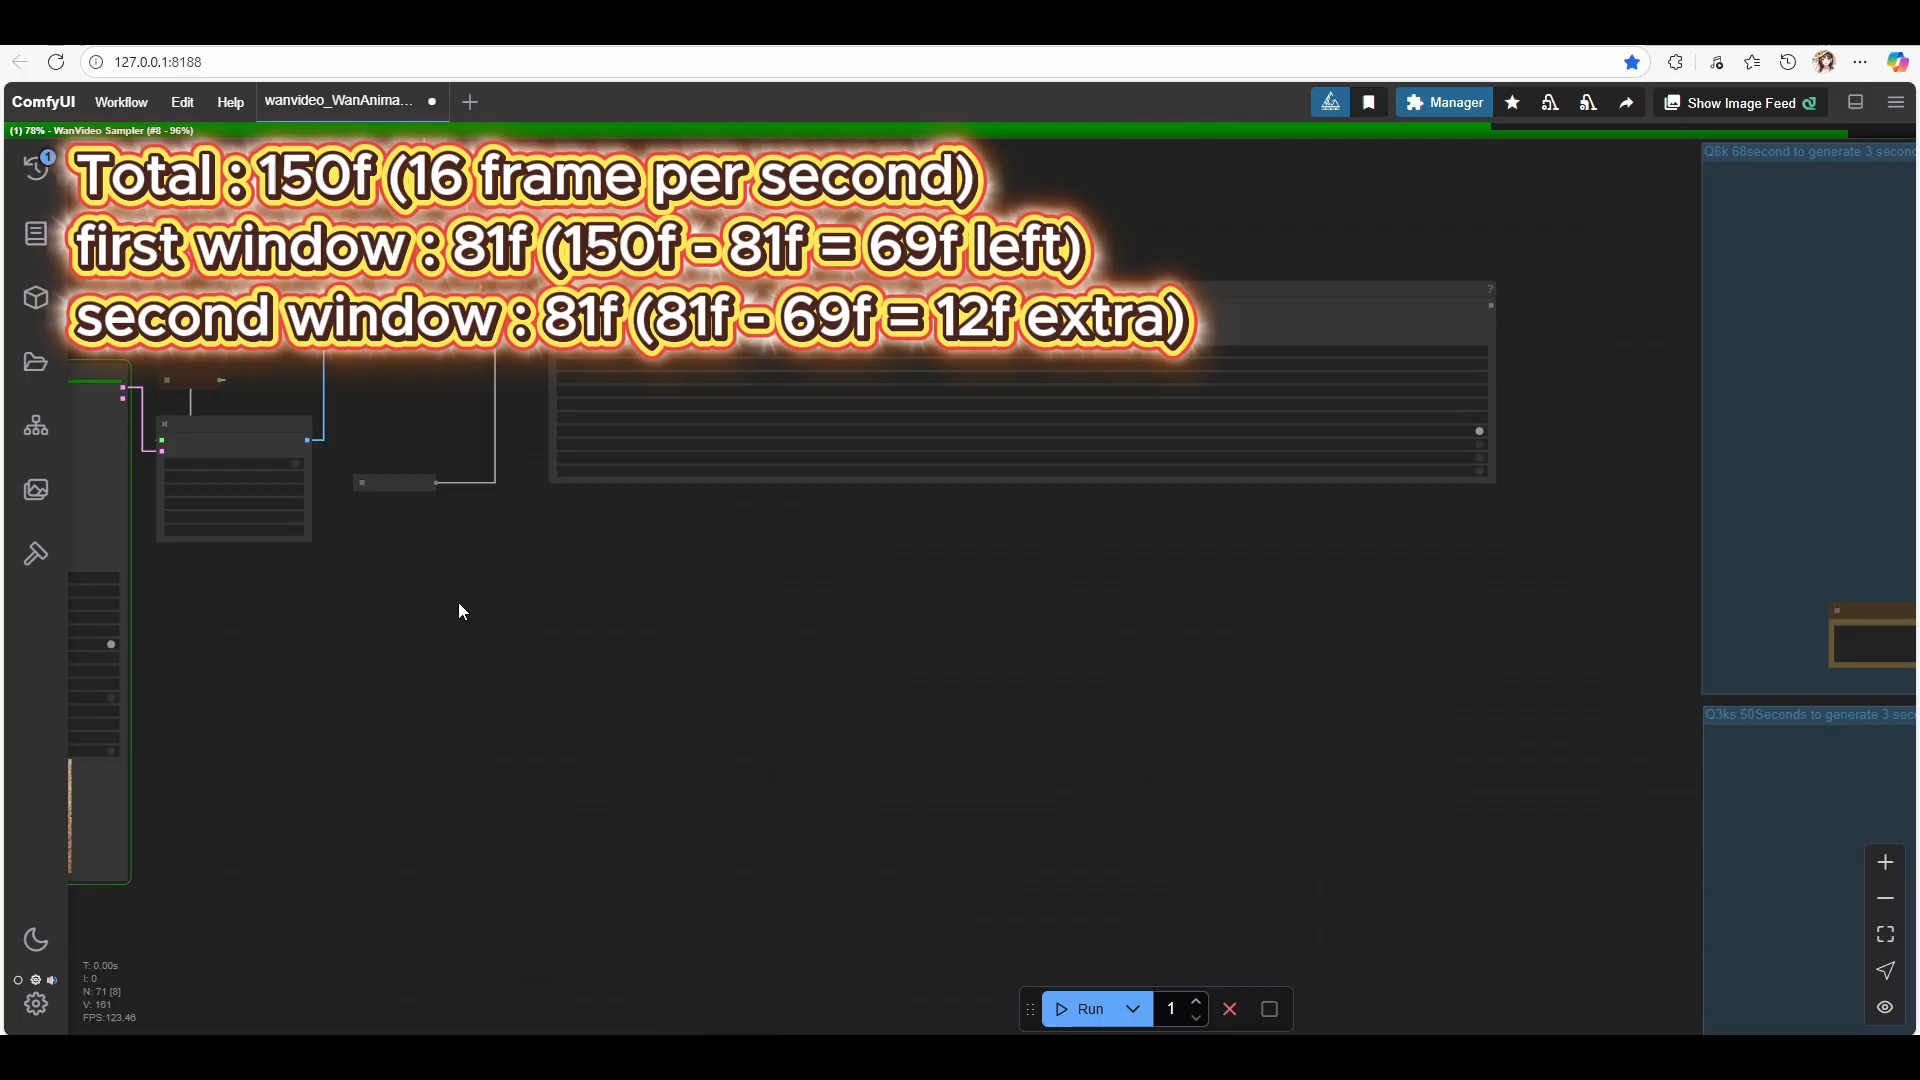 127.0.0.1:8188
ComfyUI Workflow Edit Help wanvideo_WanAnima...
Manager Show Image Feed
(1) 78% - WanVideo Sampler (#8 - 96%)
1
Total : 150f (16 frame per second)
first window : 81f (150f - 81f = 69f left)
second window : 81f (81f - 69f = 12f extra)
Q6k 68second to generate 3 secon
?
Q3ks 50Seconds to generate 3 sec
T: 0.00s
I: 0
N: 71 [8]
V: 161
FPS:123.46
Run 1